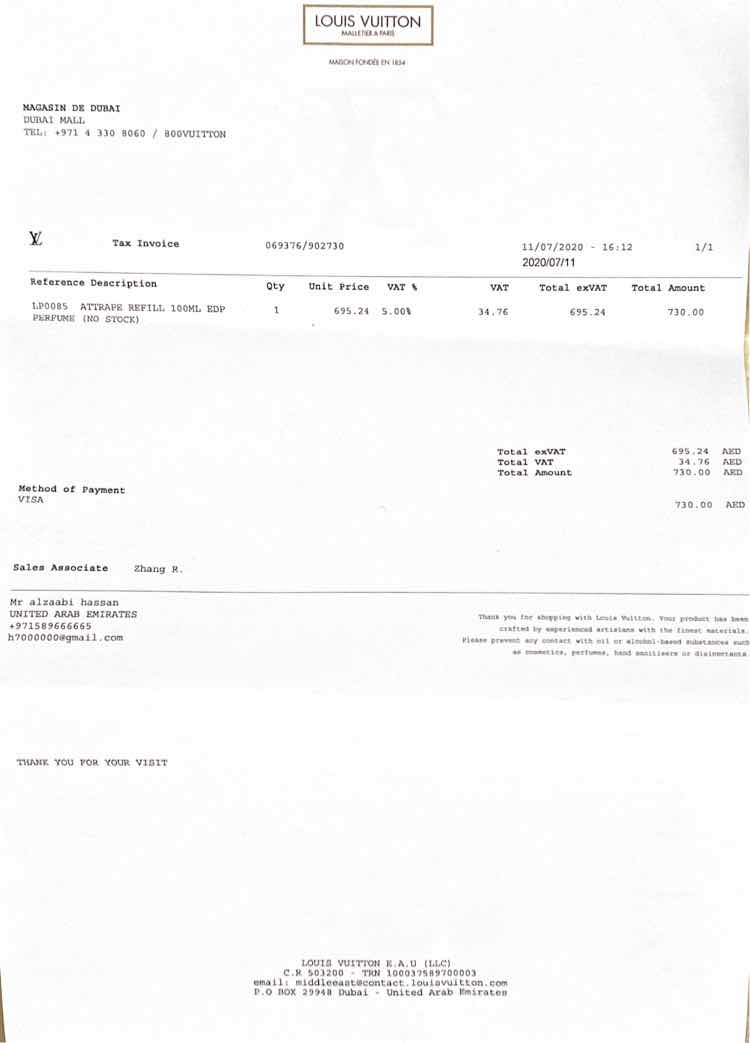 LOUIS VUITTON
MALLETIER À PARIS
MAISON FONDÉE EN 1854
MAGASIN DE DUBAI
DUBAI MALL
TEL: +971 4 330 8060 / 800VUITTON
LV Tax Invoice 069376/902730 11/07/2020 - 16:12 1/1
2020/07/11
Reference Description Qty Unit Price VAT % VAT Total exVAT Total Amount
LP0085 ATTRAPE REFILL 100ML EDP 1 695.24 5.00% 34.76 695.24 730.00
PERFUME (NO STOCK)
Total exVAT 695.24 AED
Total VAT 34.76 AED
Total Amount 730.00 AED
Method of Payment
VISA 730.00 AED
Sales Associate Zhang R.
Mr alzaabi hassan
UNITED ARAB EMIRATES
+971589666665
h7000000@gmail.com
Thank you for shopping with Louis Vuitton. Your product has been
crafted by experienced artisians with the finest materials.
Please prevent any contact with oil or alcohol-based substances such
as cosmetics, perfumes, hand sanitisers or disinectants.
THANK YOU FOR YOUR VISIT
LOUIS VUITTON E.A.U (LLC)
C.R 503200 - TRN 100037589700003
email: middleeast@contact.louisvuitton.com
P.O BOX 29948 Dubai - United Arab Emirates